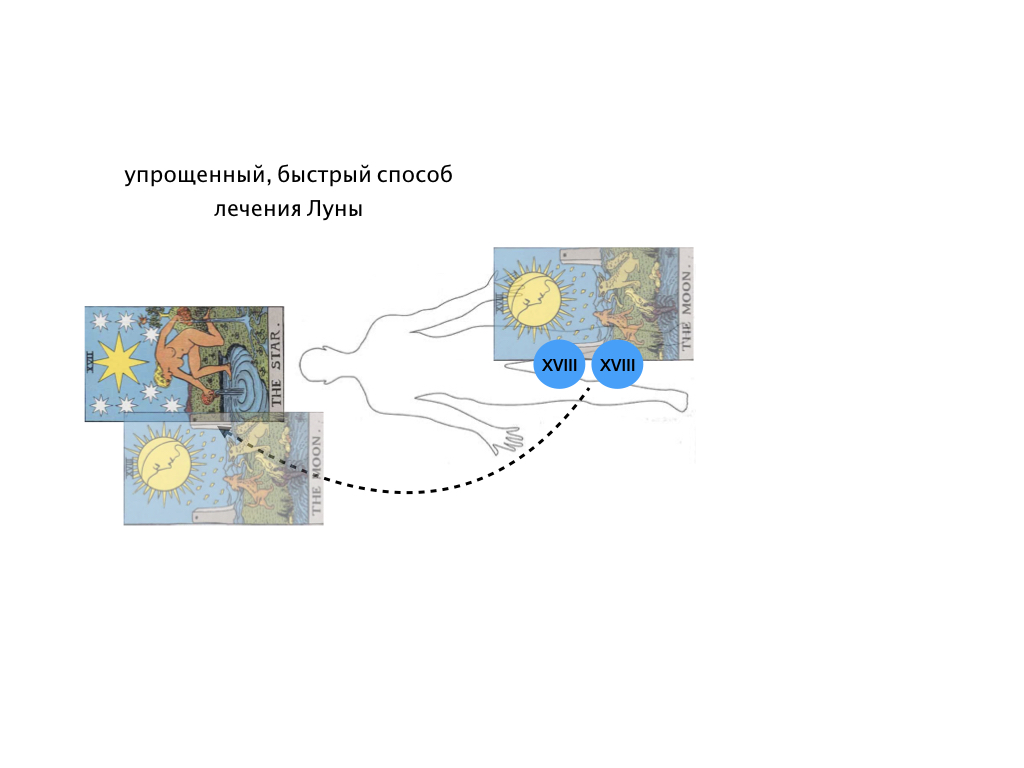 упрощенный, быстрый способ
лечения Луны
XVIII
THE MOON.
XVIII
XVIII
XVII
THE STAR.
XVIII
THE MOON.